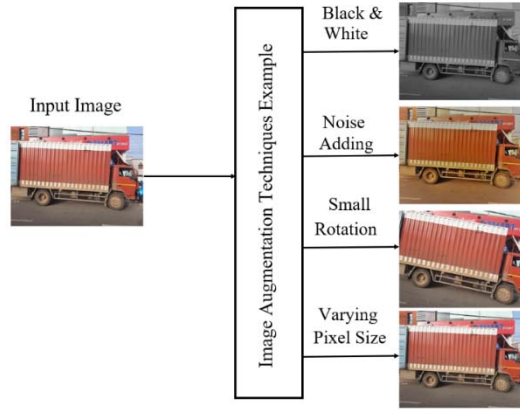 Input Image
Image Augmentation Techniques Example
Black &
White
Noise
Adding
Small
Rotation
Varying
Pixel Size